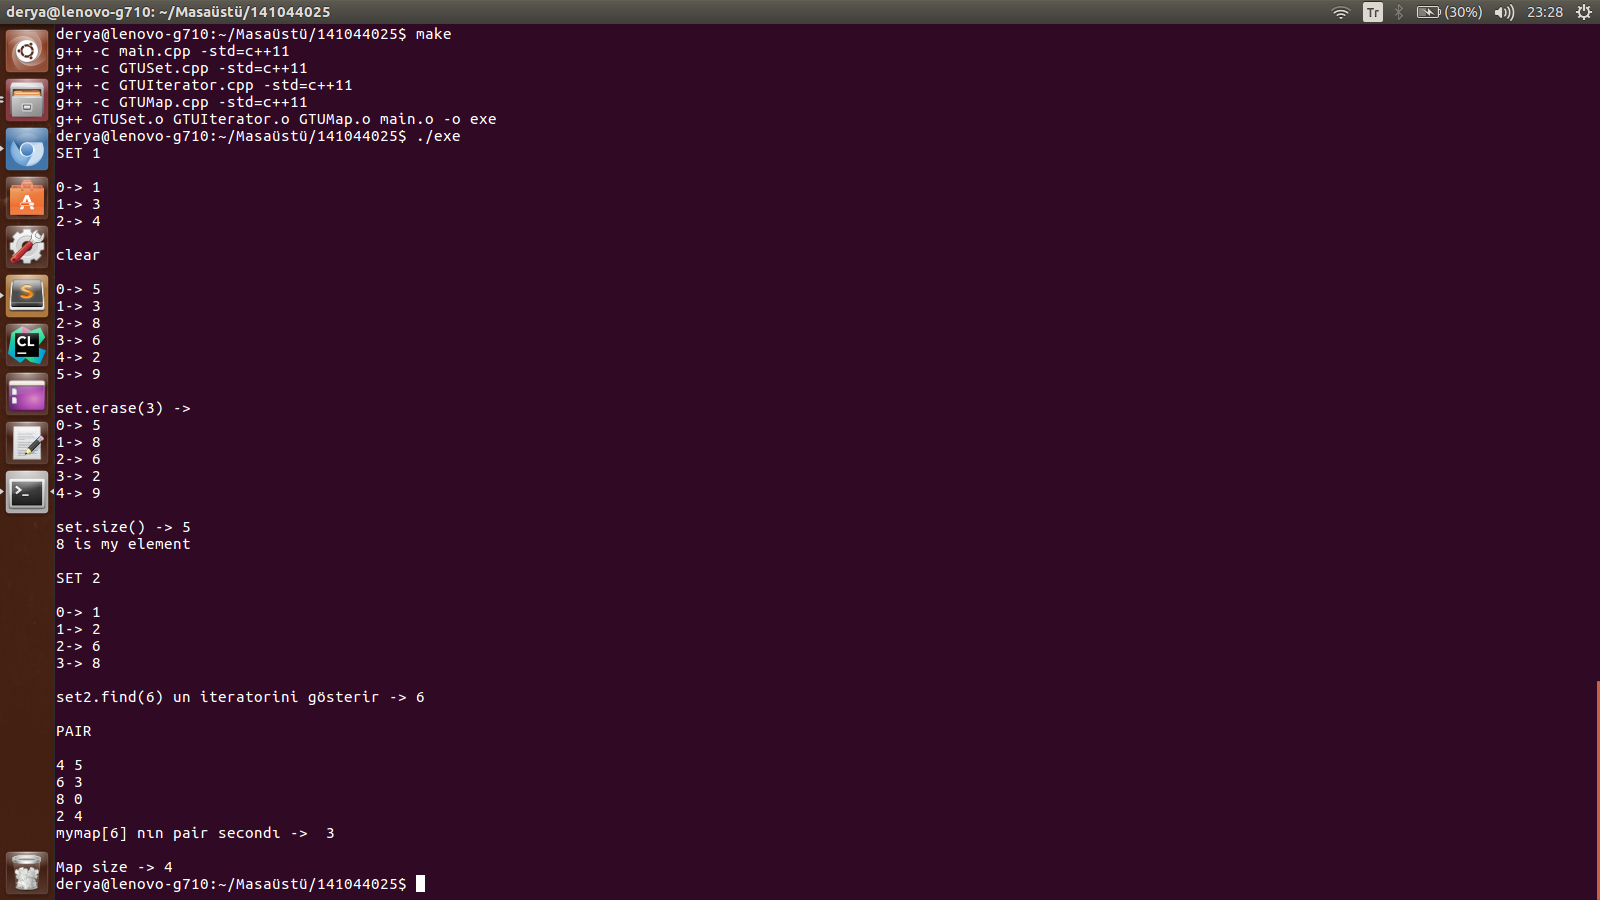 derya@lenovo-g710: ~/Masaüstü/141044025
Tr (30%) 23:28
derya@lenovo-g710:~/Masaüstü/141044025$ make
g++ -c main.cpp -std=c++11
g++ -c GTUSet.cpp -std=c++11
g++ -c GTUIterator.cpp -std=c++11
g++ -c GTUMap.cpp -std=c++11
g++ GTUSet.o GTUIterator.o GTUMap.o main.o -o exe
derya@lenovo-g710:~/Masaüstü/141044025$ ./exe
SET 1
0-> 1
1-> 3
2-> 4
clear
0-> 5
1-> 3
2-> 8
3-> 6
4-> 2
5-> 9
set.erase(3) ->
0-> 5
1-> 8
2-> 6
3-> 2
4-> 9
set.size() -> 5
8 is my element
SET 2
0-> 1
1-> 2
2-> 6
3-> 8
set2.find(6) un iteratorini gösterir -> 6
PAIR
4 5
6 3
8 0
2 4
mymap[6] nın pair secondı ->  3
Map size -> 4
derya@lenovo-g710:~/Masaüstü/141044025$
A
S
CL
>_